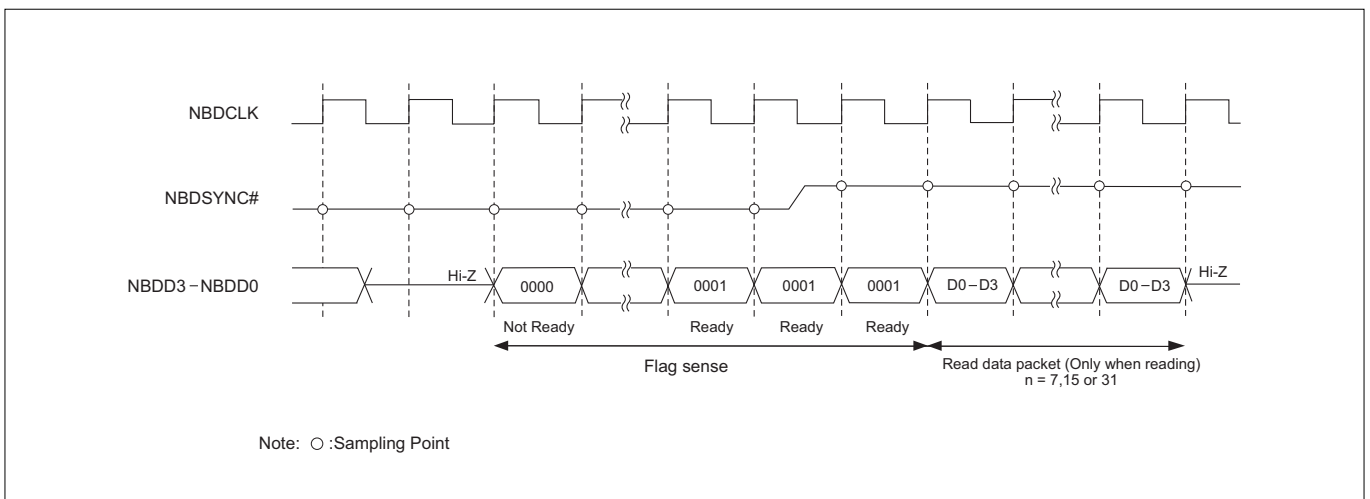 NBDCLK
NBDSYNC#
NBDD3–NBDD0
Hi-Z
0000
0001
0001
0001
D0–D3
D0–D3
Hi-Z
Not Ready
Ready
Ready
Ready
Flag sense
Read data packet (Only when reading)
n = 7,15 or 31
Note: ○ :Sampling Point